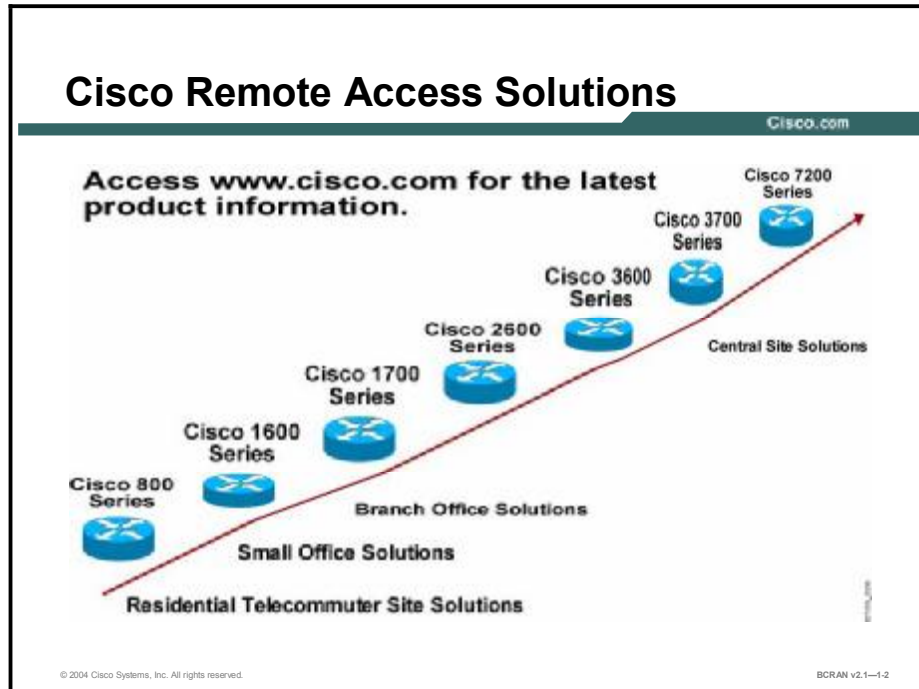 Cisco Remote Access Solutions
Cisco.com
Access www.cisco.com for the latest
product information.
Cisco 7200
Series
Cisco 3700
Series
Cisco 3600
Series
Cisco 2600
Series
Cisco 1700
Series
Cisco 1600
Series
Cisco 800
Series
Central Site Solutions
Branch Office Solutions
Small Office Solutions
Residential Telecommuter Site Solutions
© 2004 Cisco Systems, Inc. All rights reserved.
BCRAN v2.1—1-2